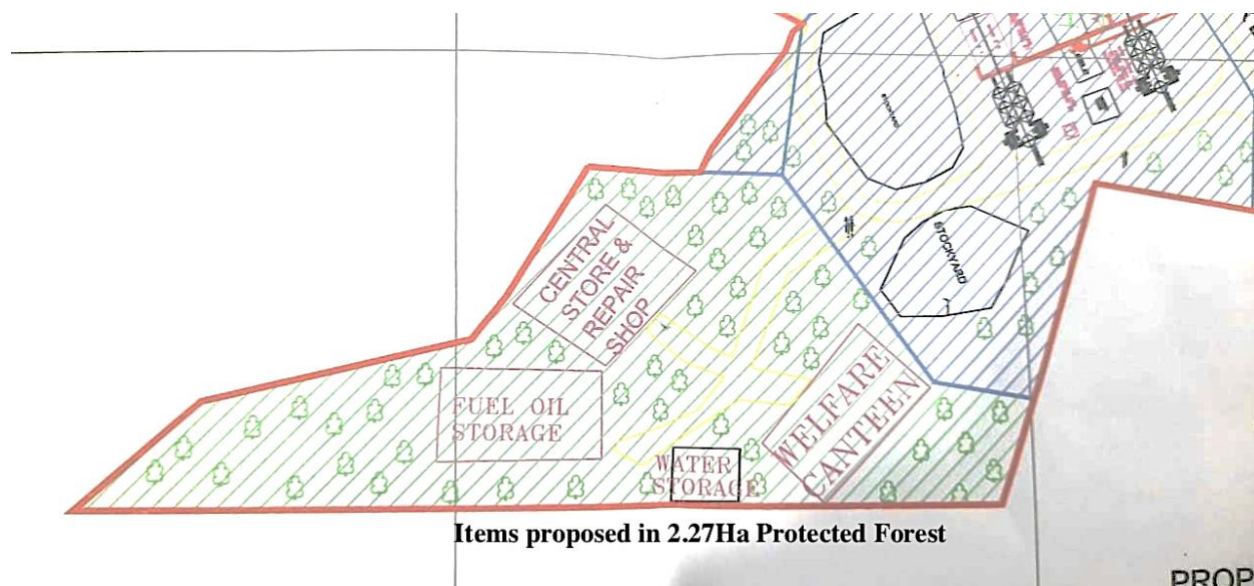 STOCKYARD
STOCKYARD
CENTRAL
STORE &
REPAIR
SHOP
FUEL OIL
STORAGE
WELFARE
CANTEEN
WATER
STORAGE
Items proposed in 2.27Ha Protected Forest
PROP